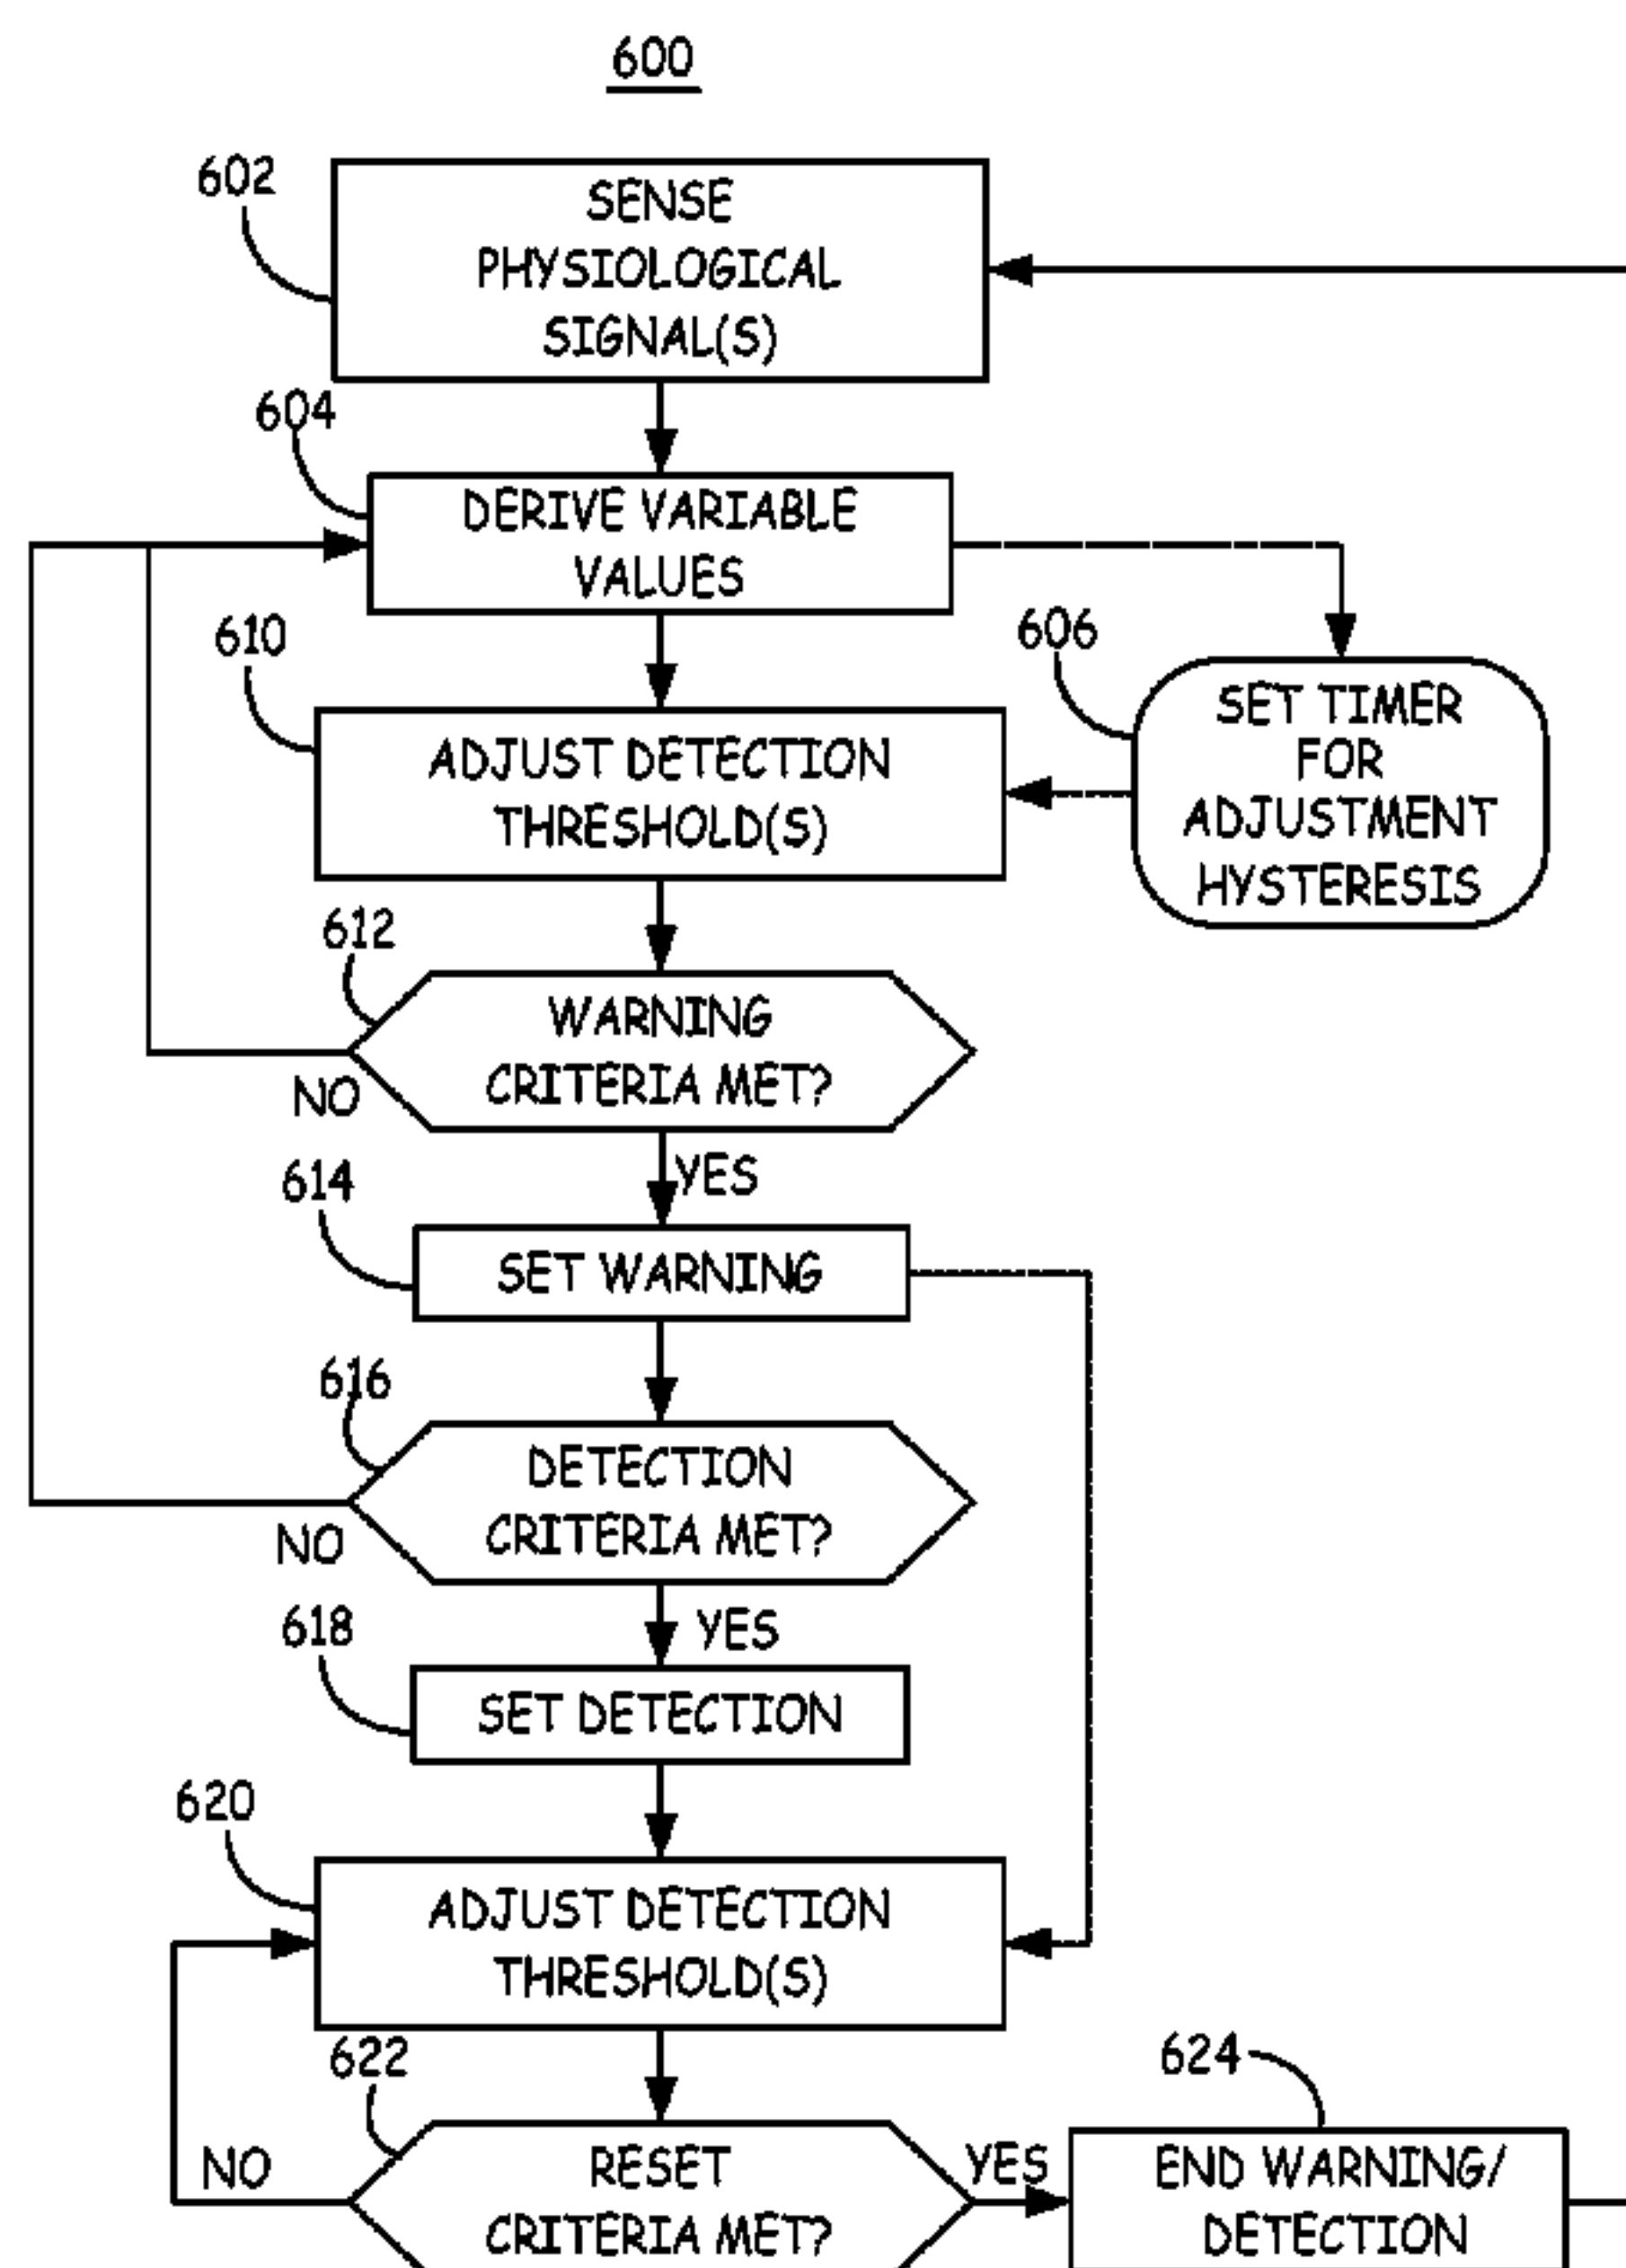 600
602
SENSE
PHYSIOLOGICAL
SIGNAL(S)
604
DERIVE VARIABLE
VALUES
606
SET TIMER
FOR
ADJUSTMENT
HYSTERESIS
610
ADJUST DETECTION
THRESHOLD(S)
612
WARNING
CRITERIA MET?
NO
YES
614
SET WARNING
616
DETECTION
CRITERIA MET?
NO
YES
618
SET DETECTION
620
ADJUST DETECTION
THRESHOLD(S)
622
RESET
CRITERIA MET?
NO
YES
624
END WARNING/
DETECTION